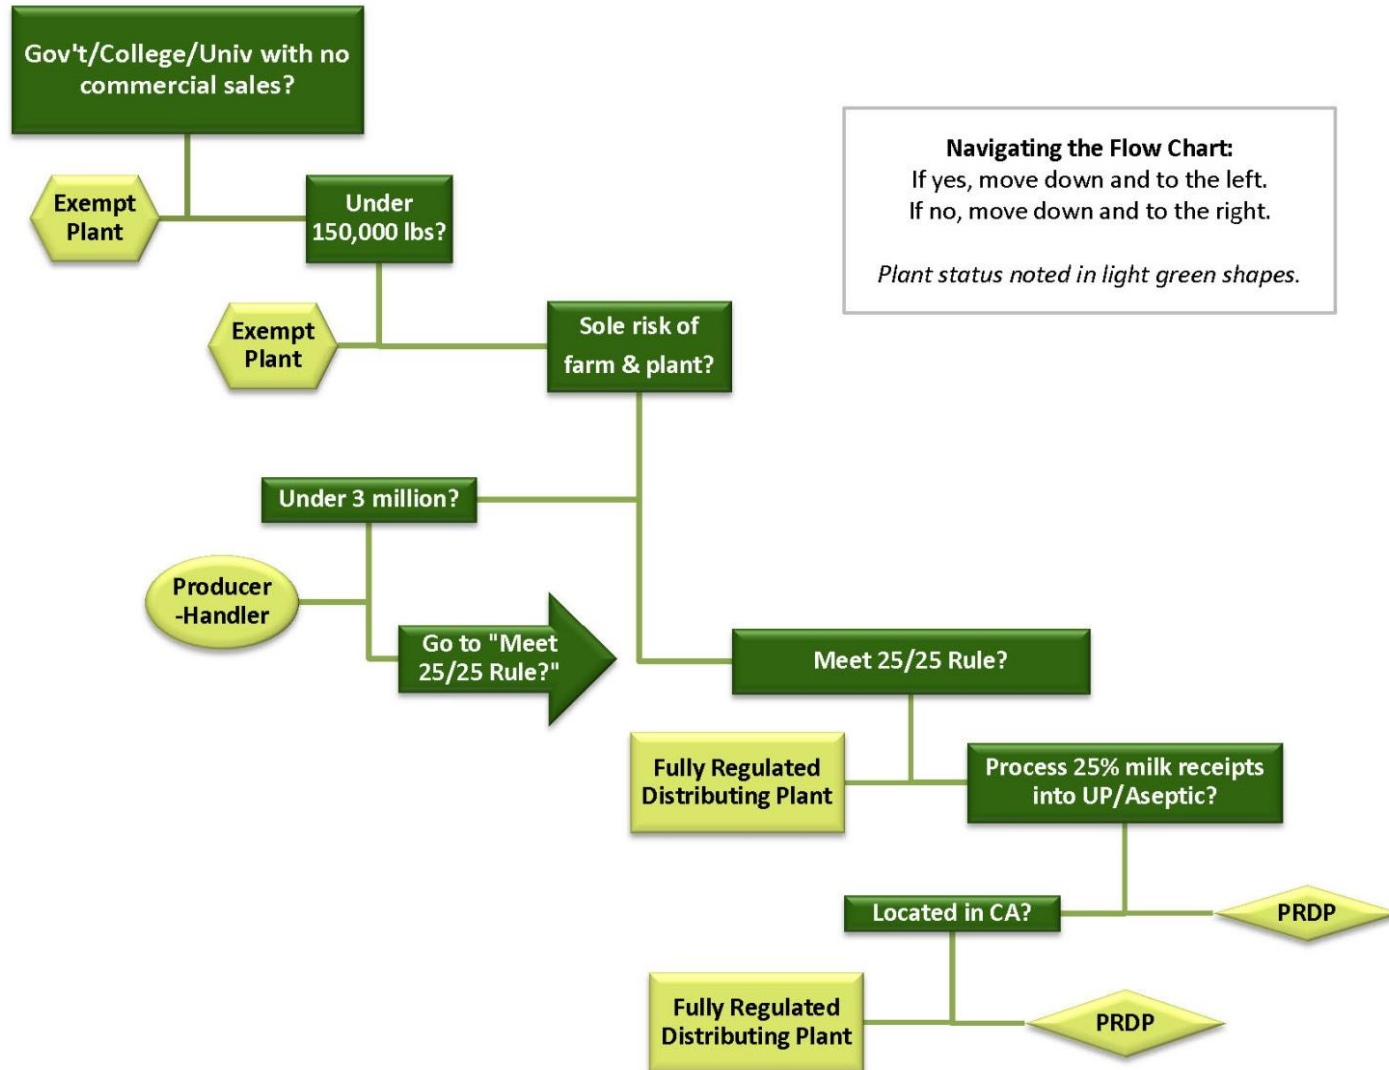 Gov't/College/Univ with no
commercial sales?
Navigating the Flow Chart:
If yes, move down and to the left.
If no, move down and to the right.
Plant status noted in light green shapes.
Exempt
Plant
Under
150,000 lbs?
Exempt
Plant
Sole risk of
farm & plant?
Under 3 million?
Producer
-Handler
Go to "Meet
25/25 Rule?"
Meet 25/25 Rule?
Fully Regulated
Distributing Plant
Process 25% milk receipts
into UP/Aseptic?
Located in CA?
PRDP
Fully Regulated
Distributing Plant
PRDP